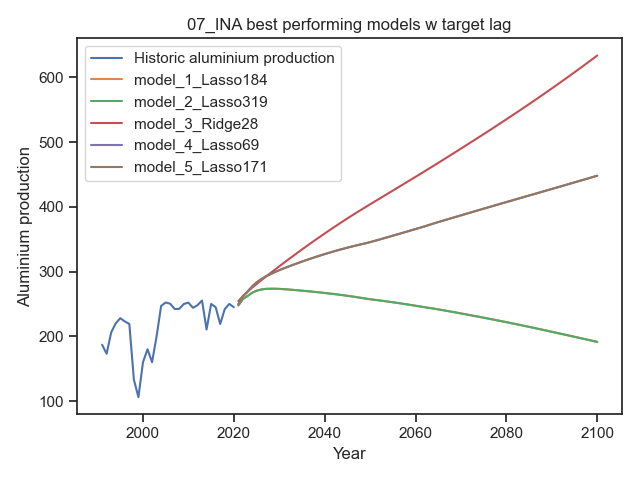 07_INA best performing models w target lag
Historic aluminium production
model_1_Lasso184
model_2_Lasso319
model_3_Ridge28
model_4_Lasso69
model_5_Lasso171
Aluminium production
600
500
400
300
200
100
2000
2020
2040
2060
2080
2100
Year